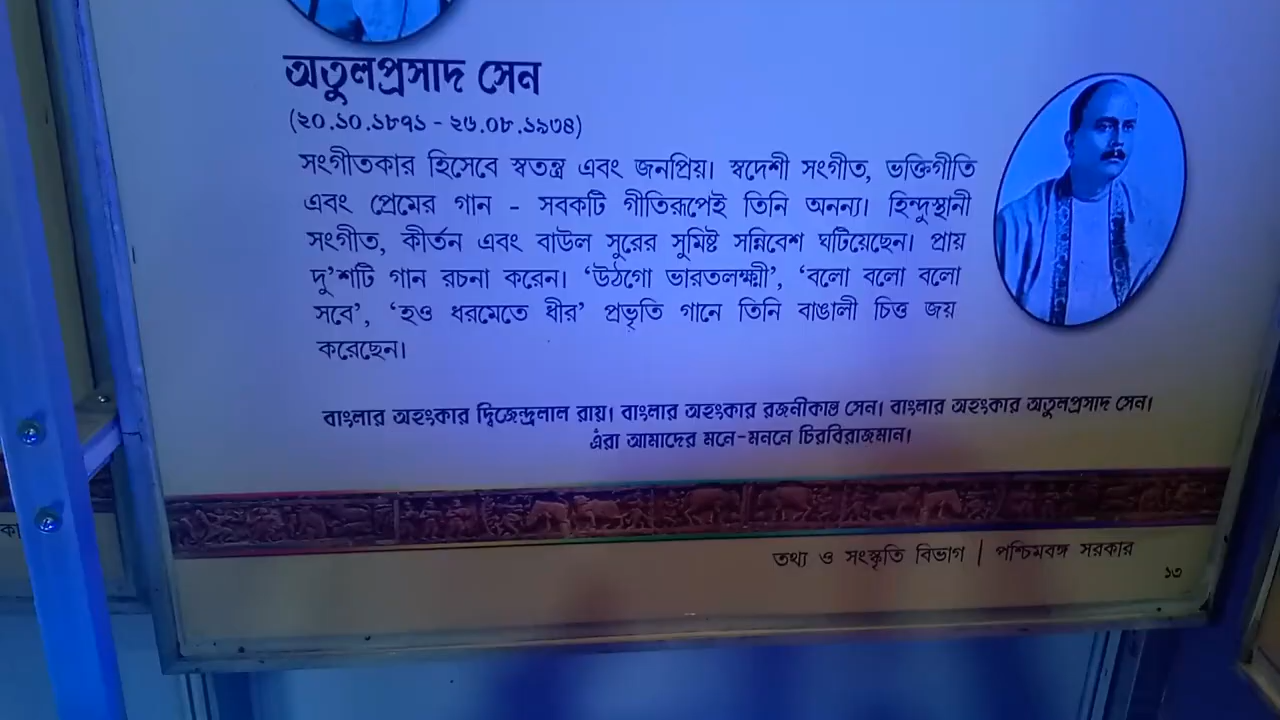 অতুলপ্রসাদ সেন
(২০.১০.১৮৭১ - ২৬.০৮.১৯৩৪)
সংগীতকার হিসেবে স্বতন্ত্র এবং জনপ্রিয়। স্বদেশী সংগীত, ভক্তিগীতি
এবং প্রেমের গান - সবকটি গীতিরূপেই তিনি অনন্য। হিন্দুস্থানী
সংগীত, কীর্তন এবং বাউল সুরের সুমিষ্ট সন্নিবেশ ঘটিয়েছেন। প্রায়
দু'শটি গান রচনা করেন। ‘উঠগো ভারতলক্ষ্মী’, ‘বলো বলো বলো
সবে’, ‘হও ধরমেতে ধীর’ প্রভৃতি গানে তিনি বাঙালী চিত্ত জয়
করেছেন।
বাংলার অহংকার দ্বিজেন্দ্রলাল রায়। বাংলার অহংকার রজনীকান্ত সেন। বাংলার অহংকার অতুলপ্রসাদ সেন।
এঁরা আমাদের মনে-মননে চিরবিরাজমান।
তথ্য ও সংস্কৃতি বিভাগ | পশ্চিমবঙ্গ সরকার
১৩